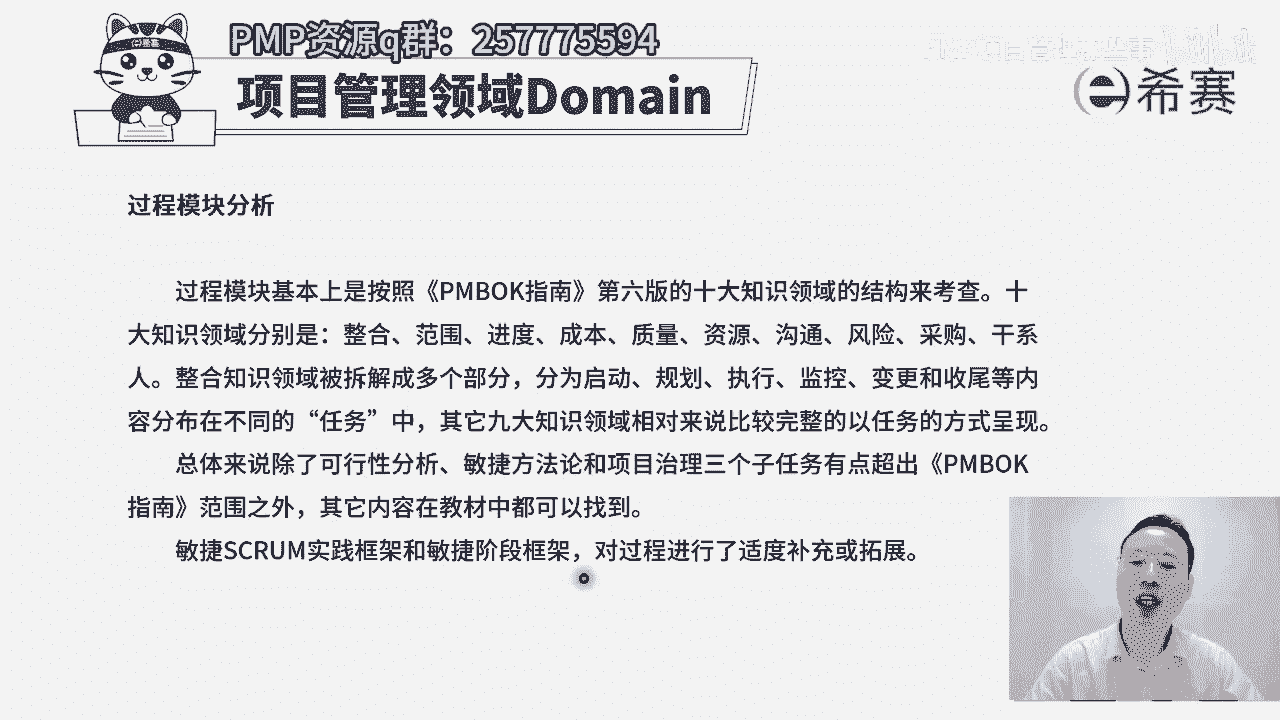 PMP资源q群：257775594
项目管理领域Domain
希赛
过程模块分析
过程模块基本上是按照《PMBOK指南》第六版的十大知识领域的结构来考查。十
大知识领域分别是：整合、范围、进度、成本、质量、资源、沟通、风险、采购、干系
人。整合知识领域被拆解成多个部分，分为启动、规划、执行、监控、变更和收尾等内
容分布在不同的“任务”中，其它九大知识领域相对来说比较完整的以任务的方式呈现。
总体来说除了可行性分析、敏捷方法论和项目治理三个子任务有点超出《PMBOK
指南》范围之外，其它内容在教材中都可以找到。
敏捷SCRUM实践框架和敏捷阶段框架，对过程进行了适度补充或拓展。